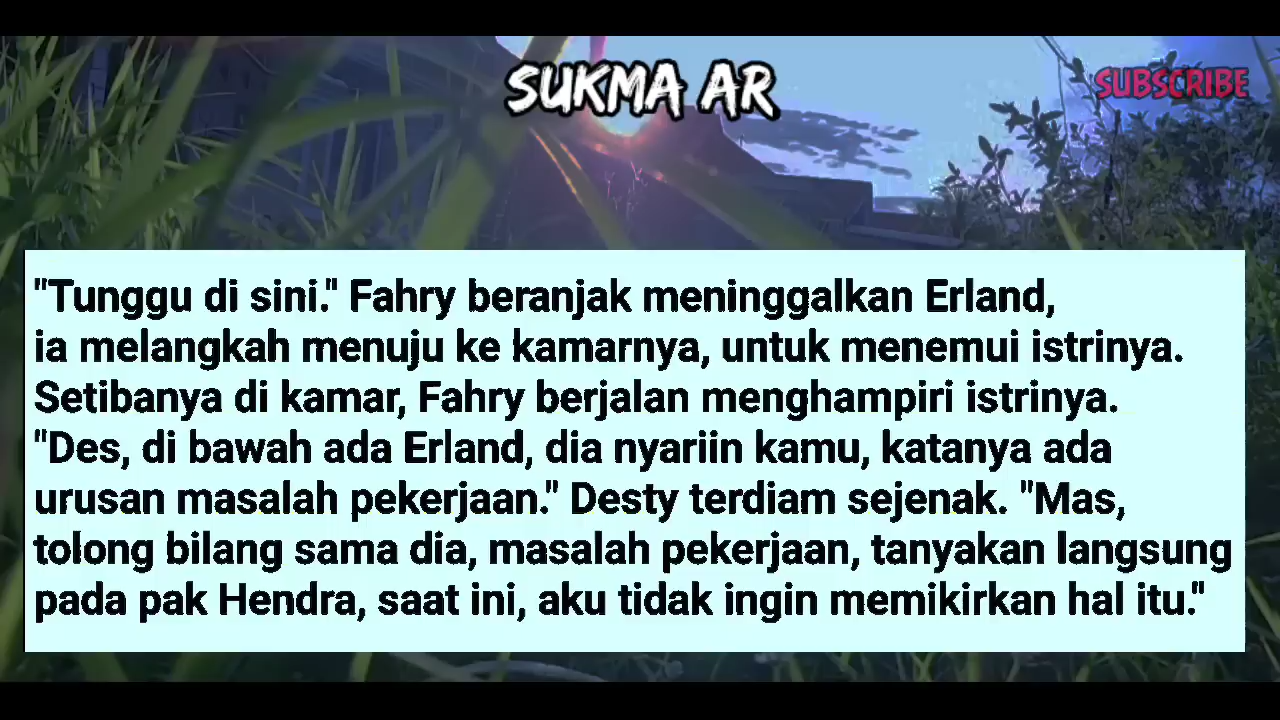 SUKMA AR
SUBSCRIBE
"Tunggu di sini." Fahry beranjak meninggalkan Erland,
ia melangkah menuju ke kamarnya, untuk menemui istrinya.
Setibanya di kamar, Fahry berjalan menghampiri istrinya.
"Des, di bawah ada Erland, dia nyariin kamu, katanya ada
urusan masalah pekerjaan." Desty terdiam sejenak. "Mas,
tolong bilang sama dia, masalah pekerjaan, tanyakan langsung
pada pak Hendra, saat ini, aku tidak ingin memikirkan hal itu."